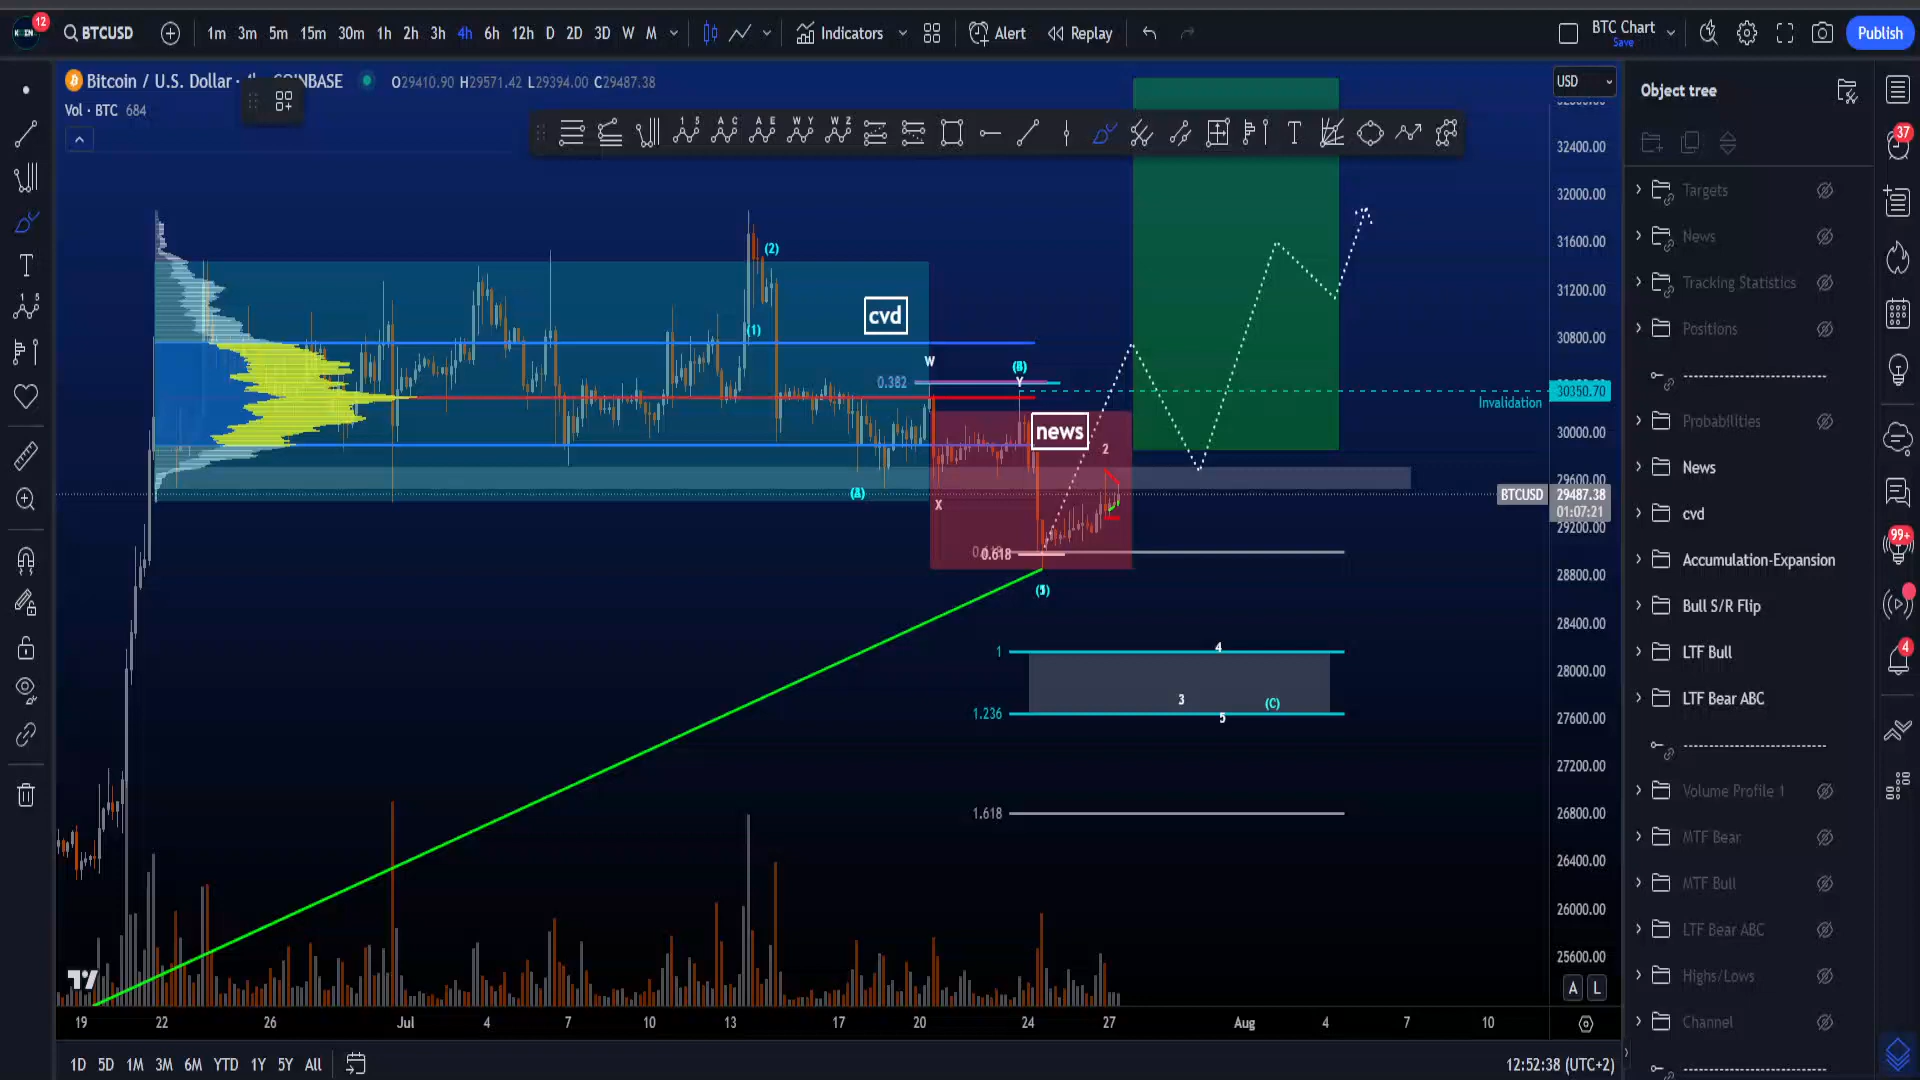 12
BTCUSD
1m 3m 5m 15m 30m 1h 2h 3h 4h 6h 12h D 2D 3D W M
Indicators
Alert
Replay
BTC Chart
Save
Publish
Bitcoin / U.S. Dollar · COINBASE
O29410.90 H29571.42 L29394.00 C29487.38
Vol · BTC 684
USD
Object tree
37
99+
4
Targets
News
Tracking Statistics
Positions
Probabilities
News
cvd
Accumulation-Expansion
Bull S/R Flip
LTF Bull
LTF Bear ABC
Volume Profile 1
MTF Bear
MTF Bull
LTF Bear ABC
Highs/Lows
Channel
32400.00
32000.00
31600.00
31200.00
30800.00
30350.70
30000.00
29600.00
BTCUSD 29487.38
01:07:21
29200.00
28800.00
28400.00
28000.00
27600.00
27200.00
26800.00
26400.00
26000.00
25600.00
(2)
(1)
cvd
W
0.382
Y
Invalidation
news
2
X
0.618
1
4
3
(C)
1.236
5
1.618
A L
19 22 26 Jul 4 7 10 13 17 20 24 27 Aug 4 7 10
1D 5D 1M 3M 6M YTD 1Y 5Y All
12:52:38 (UTC+2)